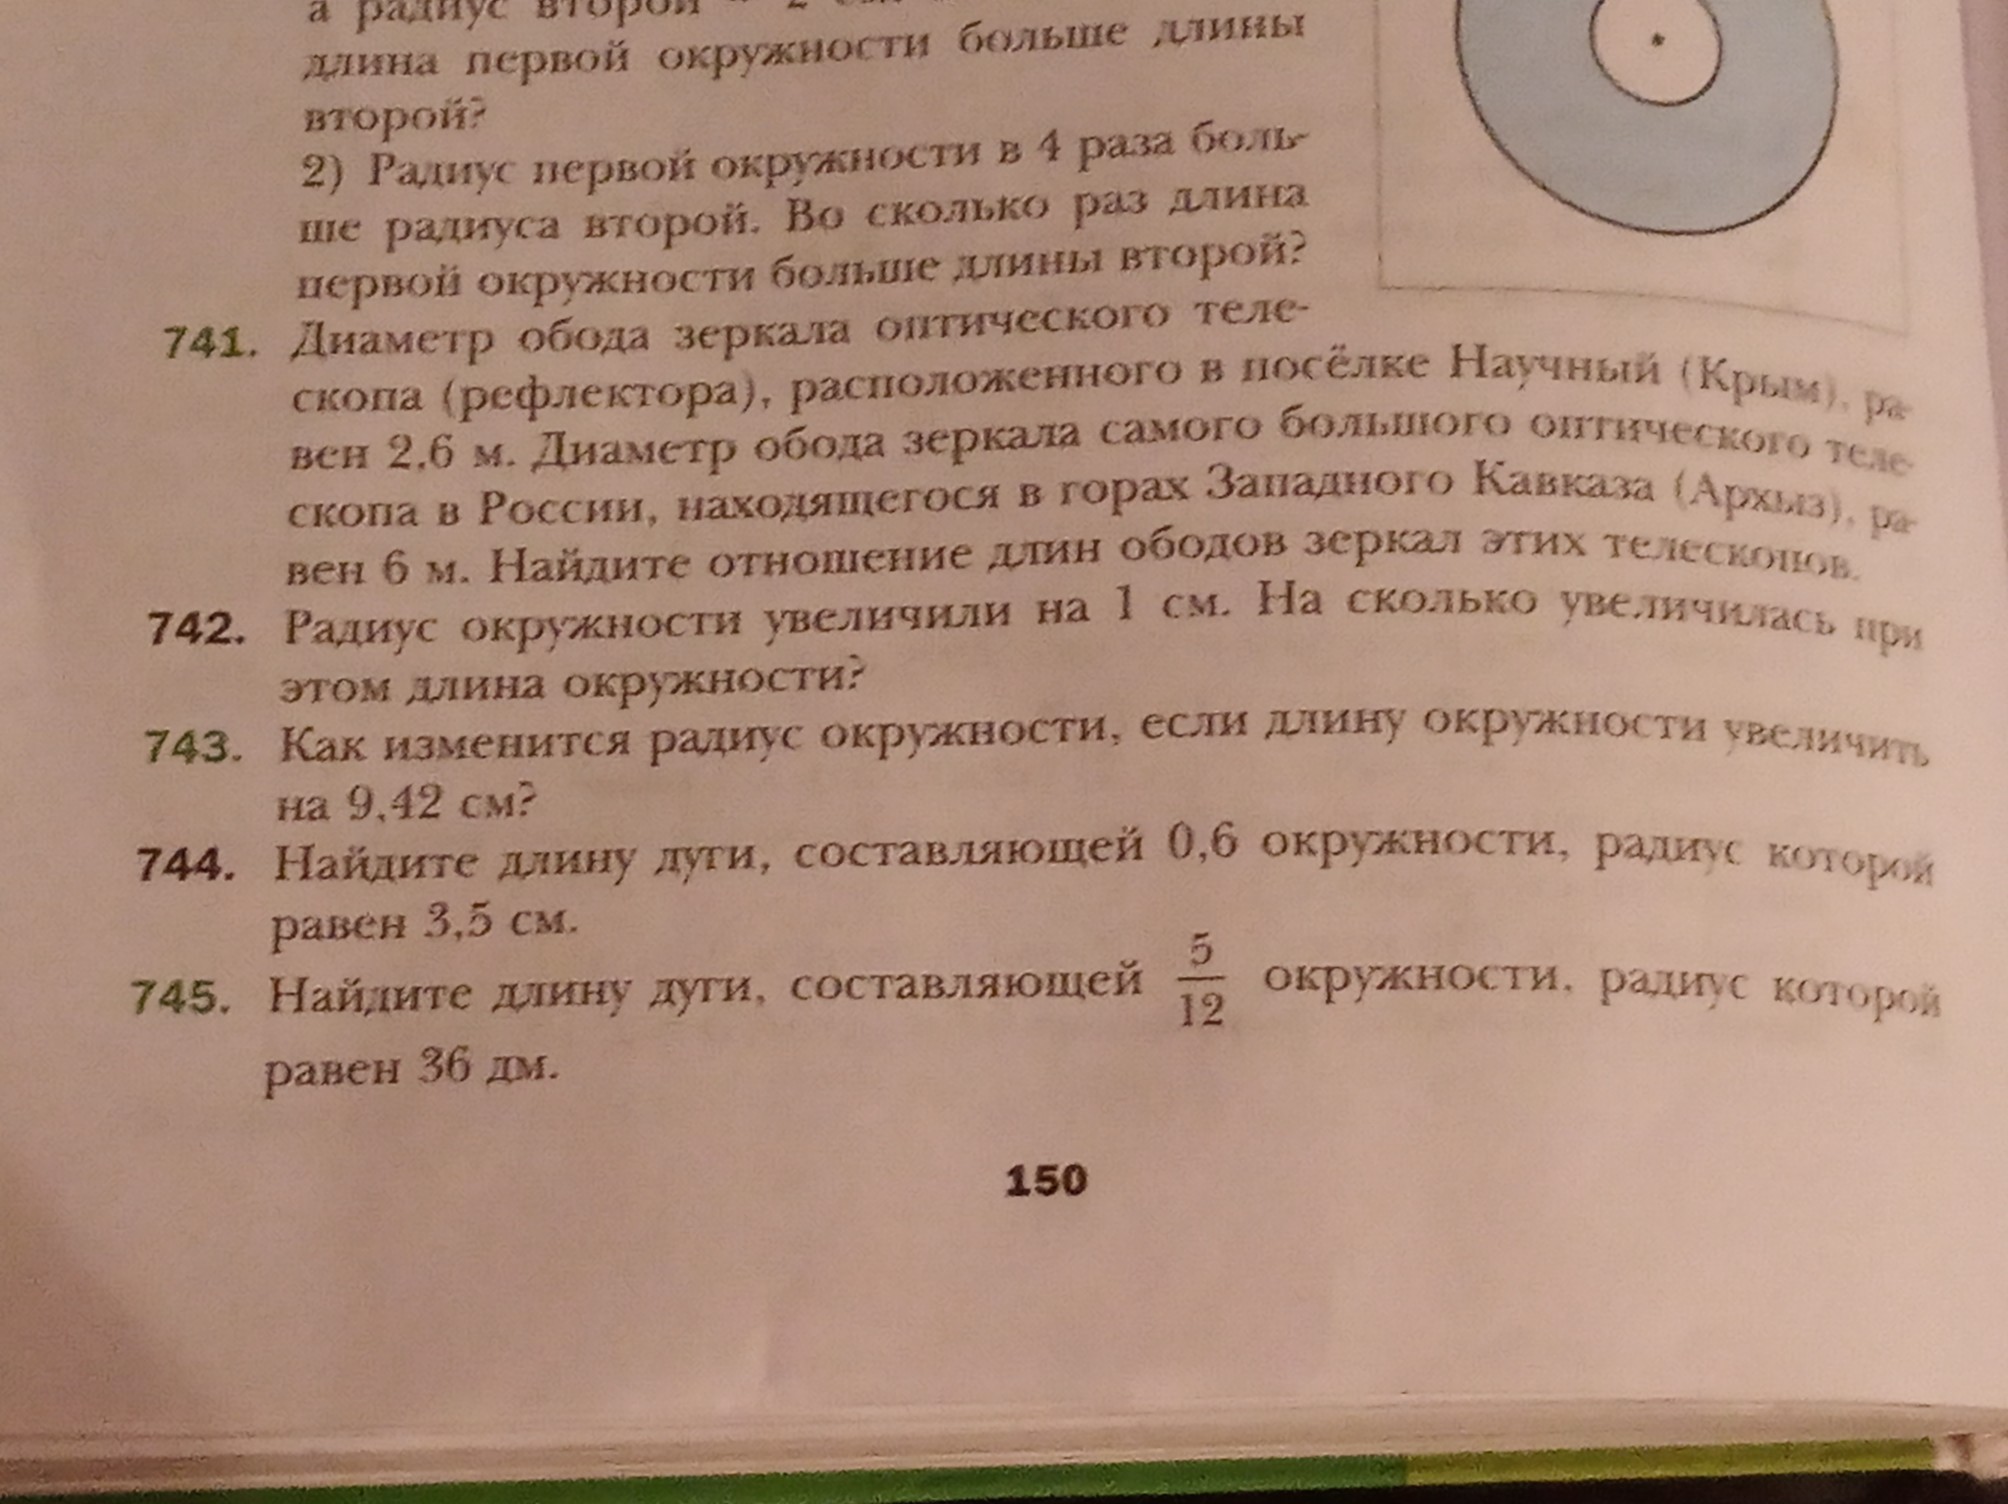 а радиус второй – 2 см.
длина первой окружности больше длины
второй?
2) Радиус первой окружности в 4 раза боль-
ше радиуса второй. Во сколько раз длина
первой окружности больше длины второй?
741. Диаметр обода зеркала оптического теле-
скопа (рефлектора), расположенного в посёлке Научный (Крым), ра-
вен 2,6 м. Диаметр обода зеркала самого большого оптического теле-
скопа в России, находящегося в горах Западного Кавказа (Архыз), ра-
вен 6 м. Найдите отношение длин ободов зеркал этих телескопов.
742. Радиус окружности увеличили на 1 см. На сколько увеличилась при
этом длина окружности?
743. Как изменится радиус окружности, если длину окружности увеличить
на 9,42 см?
744. Найдите длину дуги, составляющей 0,6 окружности, радиус которой
равен 3,5 см.
745. Найдите длину дуги, составляющей 5/12 окружности, радиус которой
равен 36 дм.
150